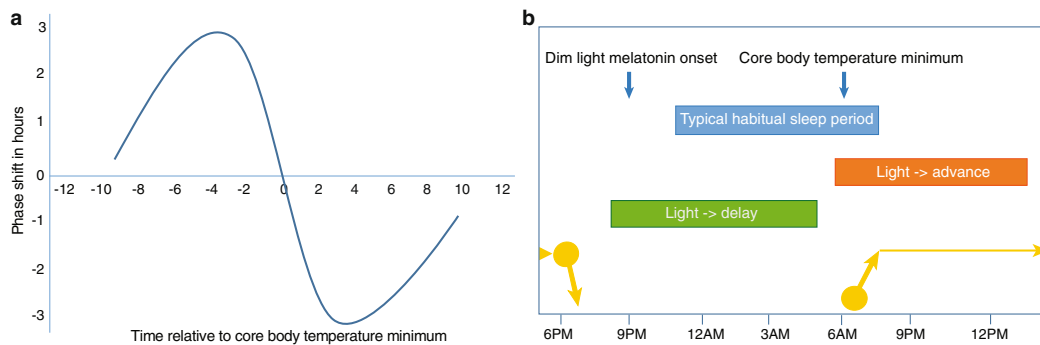 a
3
2
1
0
-1
-2
-3
Phase shift in hours
-12 -10 -8 -6 -4 -2 0 2 4 6 8 10 12
Time relative to core body temperature minimum
b
Dim light melatonin onset
Core body temperature minimum
Typical habitual sleep period
Light -> advance
Light -> delay
6PM 9PM 12AM 3AM 6AM 9PM 12PM